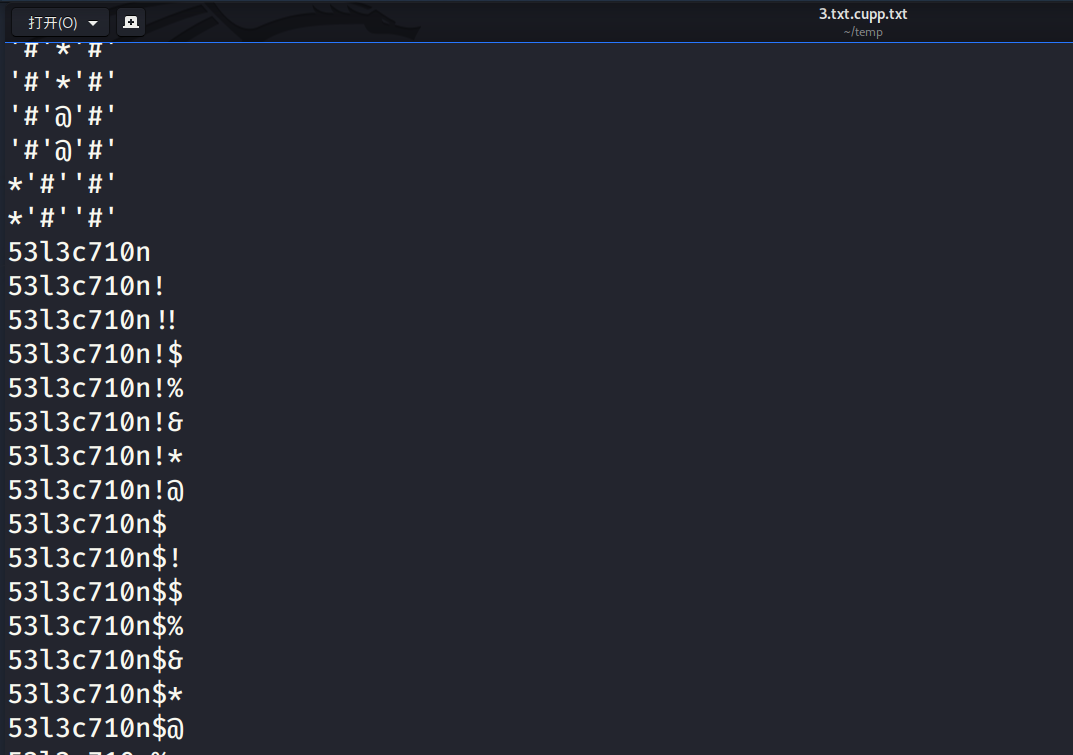 打开(O)
3.txt.cupp.txt
~/temp
'#'*'#'
'#'*'#'
'#'@'#'
'#'@'#'
*'#''#'
*'#''#'
53l3c710n
53l3c710n!
53l3c710n!!
53l3c710n!$
53l3c710n!%
53l3c710n!&
53l3c710n!*
53l3c710n!@
53l3c710n$
53l3c710n$!
53l3c710n$$
53l3c710n$%
53l3c710n$&
53l3c710n$*
53l3c710n$@